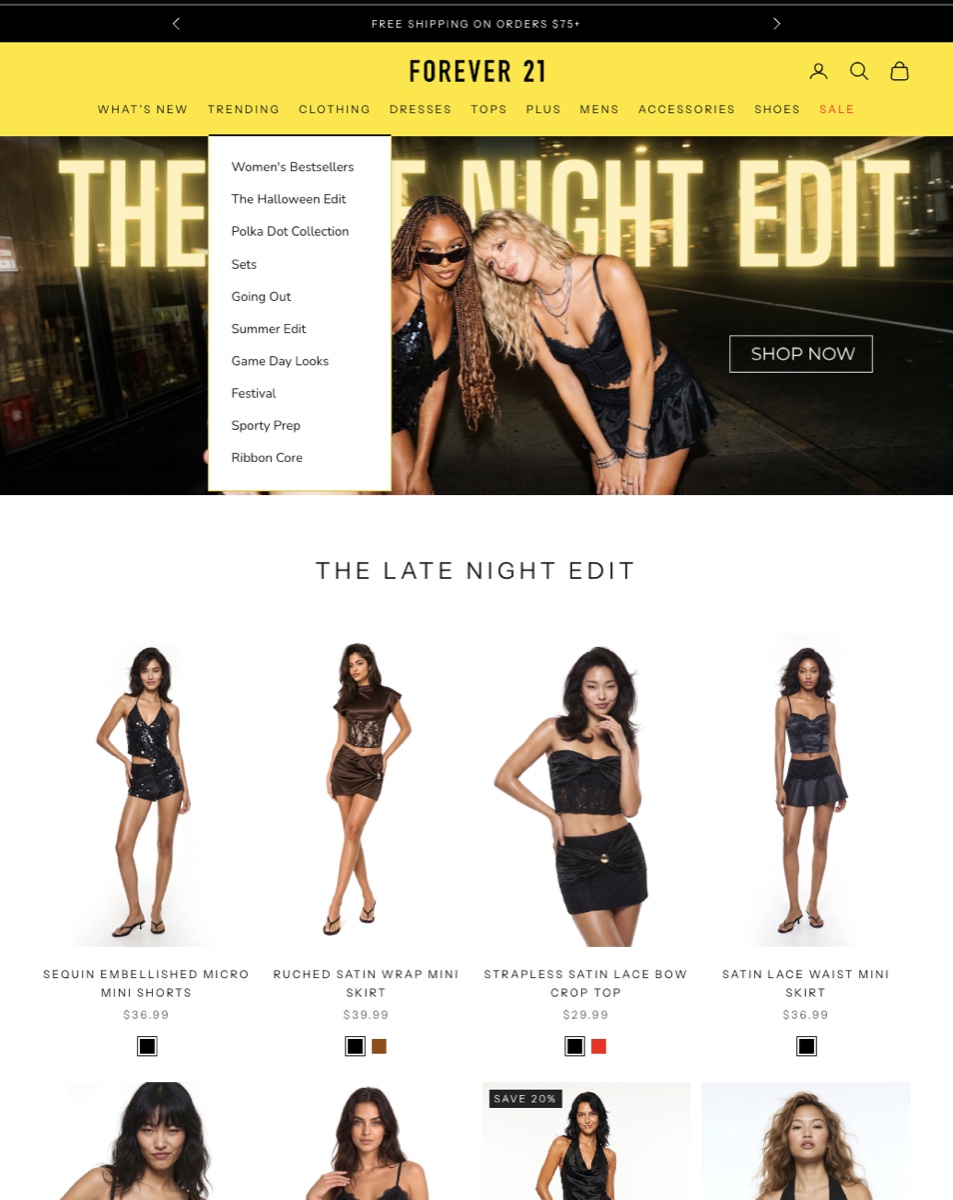 FREE SHIPPING ON ORDERS $75+
FOREVER 21
WHAT'S NEW TRENDING CLOTHING DRESSES TOPS PLUS MENS ACCESSORIES SHOES SALE
THE NIGHT EDIT
Women's Bestsellers
The Halloween Edit
Polka Dot Collection
Sets
Going Out
Summer Edit
Game Day Looks
Festival
Sporty Prep
Ribbon Core
SHOP NOW
THE LATE NIGHT EDIT
SEQUIN EMBELLISHED MICRO
MINI SHORTS
$36.99
RUCHED SATIN WRAP MINI
SKIRT
$39.99
STRAPLESS SATIN LACE BOW
CROP TOP
$29.99
SATIN LACE WAIST MINI
SKIRT
$36.99
SAVE 20%